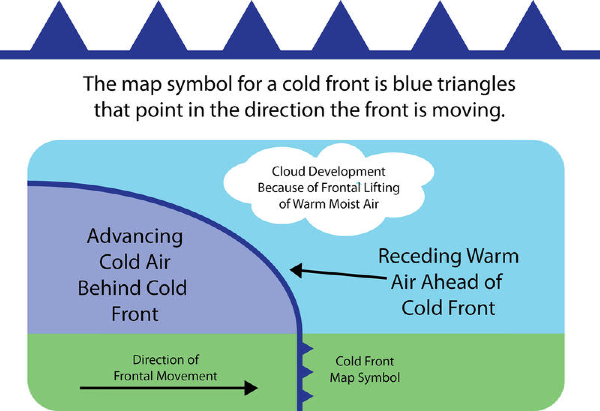 The map symbol for a cold front is blue triangles
that point in the direction the front is moving.
Cloud Development
Because of Frontal Lifting
of Warm Moist Air
Advancing
Cold Air
Behind Cold
Front
Receding Warm
Air Ahead of
Cold Front
Direction of
Frontal Movement
Cold Front
Map Symbol